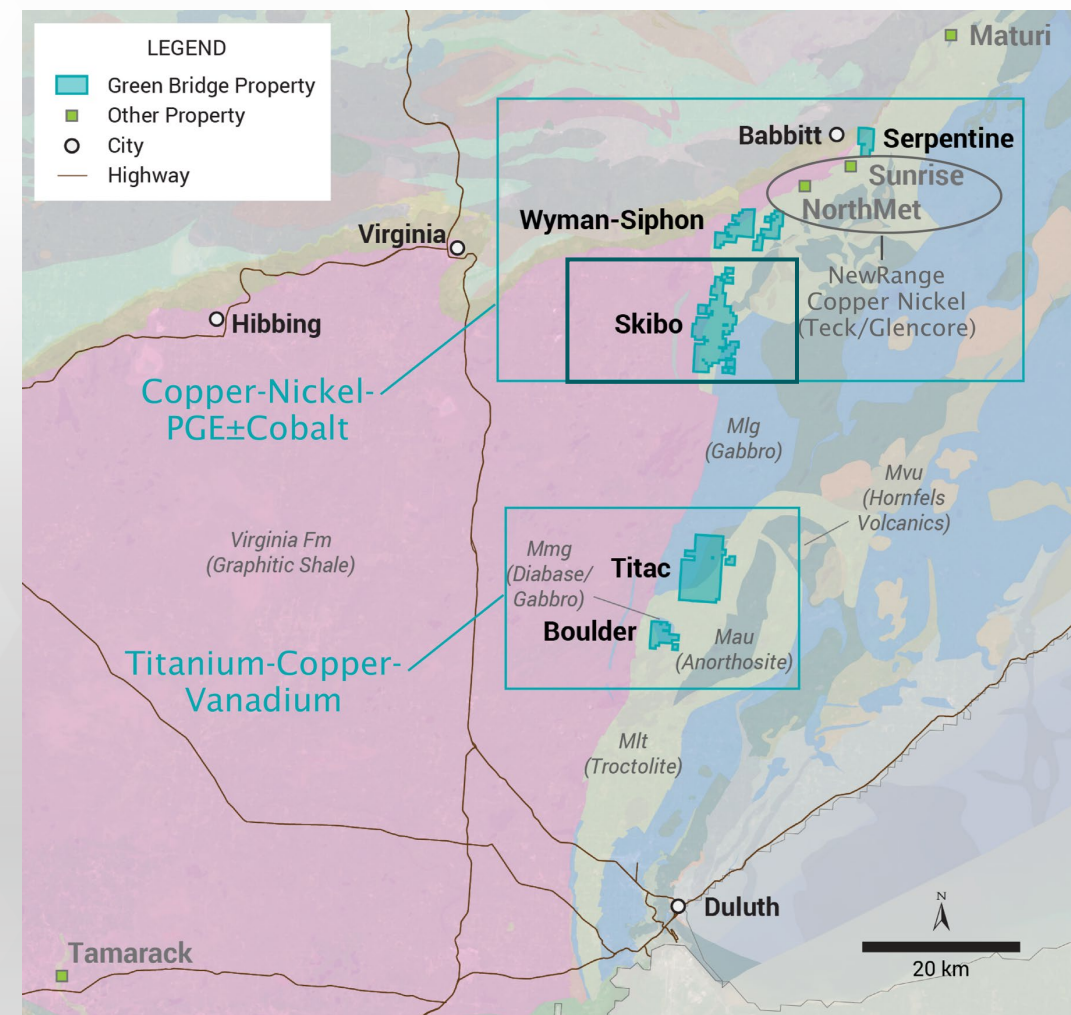 LEGEND
Green Bridge Property
Other Property
City
Highway
Maturi
Babbitt
Serpentine
Sunrise
NorthMet
Wyman-Siphon
Virginia
NewRange
Copper Nickel
(Teck/Glencore)
Hibbing
Skibo
Copper-Nickel-
PGE±Cobalt
Mlg
(Gabbro)
Mvu
(Hornfels
Volcanics)
Virginia Fm
(Graphitic Shale)
Mmg
(Diabase/
Gabbro)
Titac
Boulder
Mau
(Anorthosite)
Titanium-Copper-
Vanadium
Mlt
(Troctolite)
Duluth
N
20 km
Tamarack